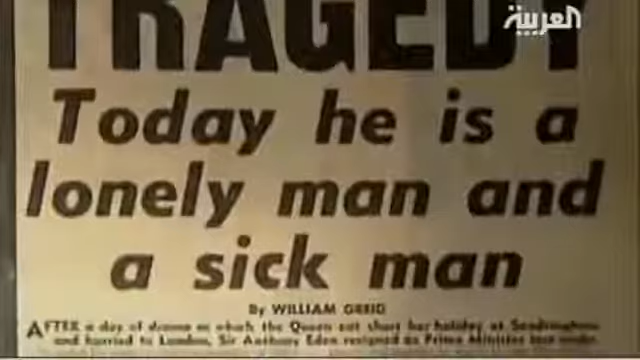 العربية
TRAGEDY
Today he is a
lonely man and
a sick man
By WILLIAM GREIG
AFTER a day of drama in which the Queen cut short her holiday at Sandringham
and hurried to London, Sir Anthony Eden resigned as Prime Minister last night.